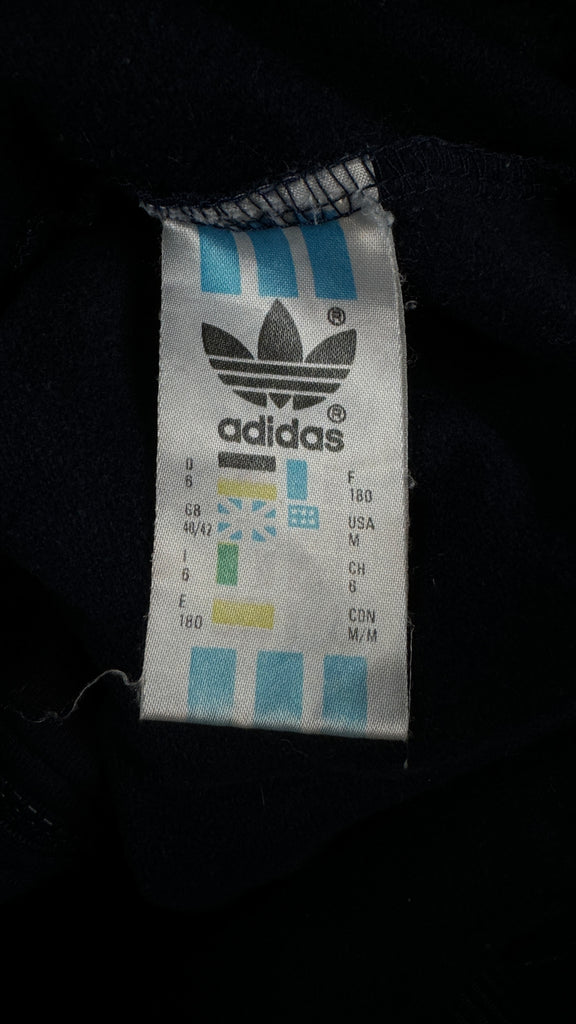 ®
®
adidas
D
6
F
180
GB
40/42
USA
M
I
6
CH
6
E
180
CDN
M/M